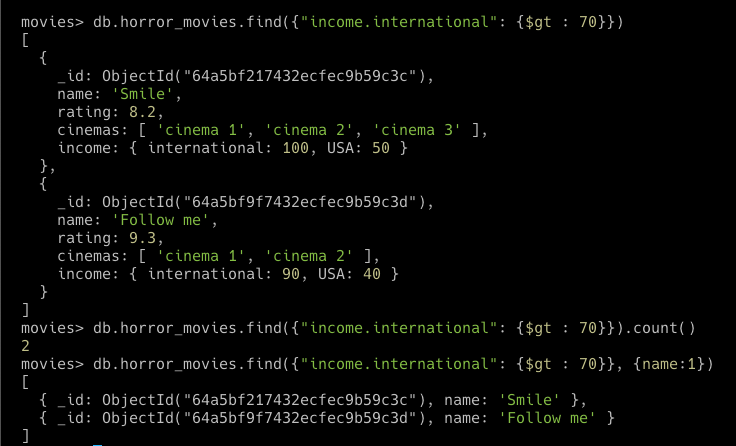 movies> db.horror_movies.find({"income.international": {$gt : 70}})
[
  {
    _id: ObjectId("64a5bf217432ecfec9b59c3c"),
    name: 'Smile',
    rating: 8.2,
    cinemas: [ 'cinema 1', 'cinema 2', 'cinema 3' ],
    income: { international: 100, USA: 50 }
  },
  {
    _id: ObjectId("64a5bf9f7432ecfec9b59c3d"),
    name: 'Follow me',
    rating: 9.3,
    cinemas: [ 'cinema 1', 'cinema 2' ],
    income: { international: 90, USA: 40 }
  }
]
movies> db.horror_movies.find({"income.international": {$gt : 70}}).count()
2
movies> db.horror_movies.find({"income.international": {$gt : 70}}, {name:1})
[
  { _id: ObjectId("64a5bf217432ecfec9b59c3c"), name: 'Smile' },
  { _id: ObjectId("64a5bf9f7432ecfec9b59c3d"), name: 'Follow me' }
]